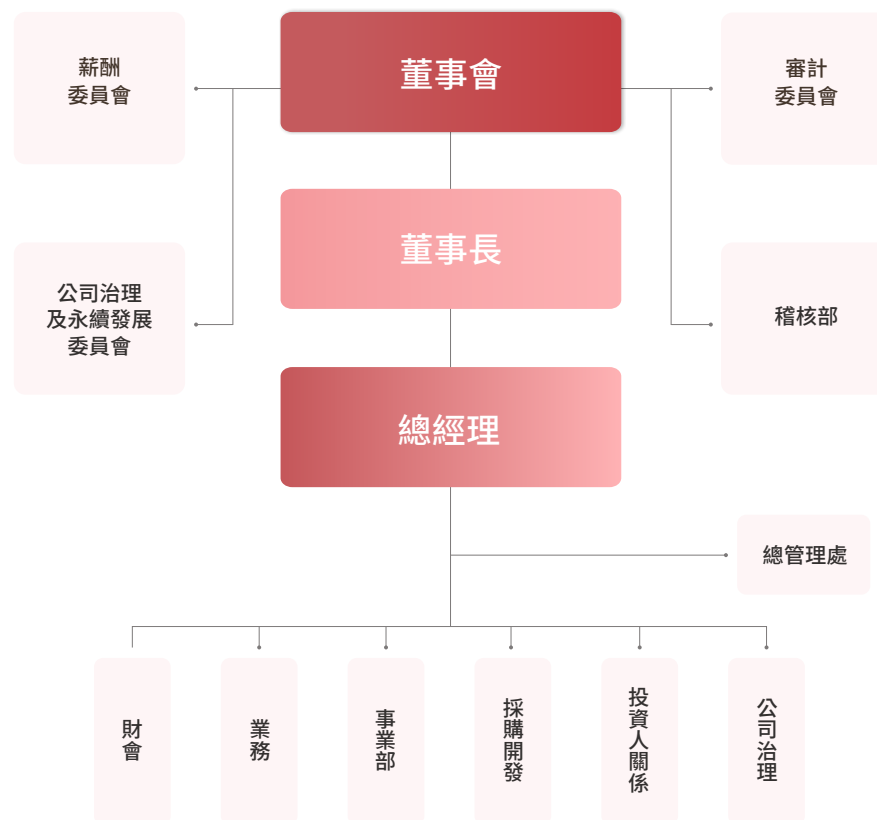 薪酬
委員會
董事會
審計
委員會
董事長
公司治理
及永續發展
委員會
稽核部
總經理
總管理處
財會
業務
事業部
採購開發
投資人關係
公司治理